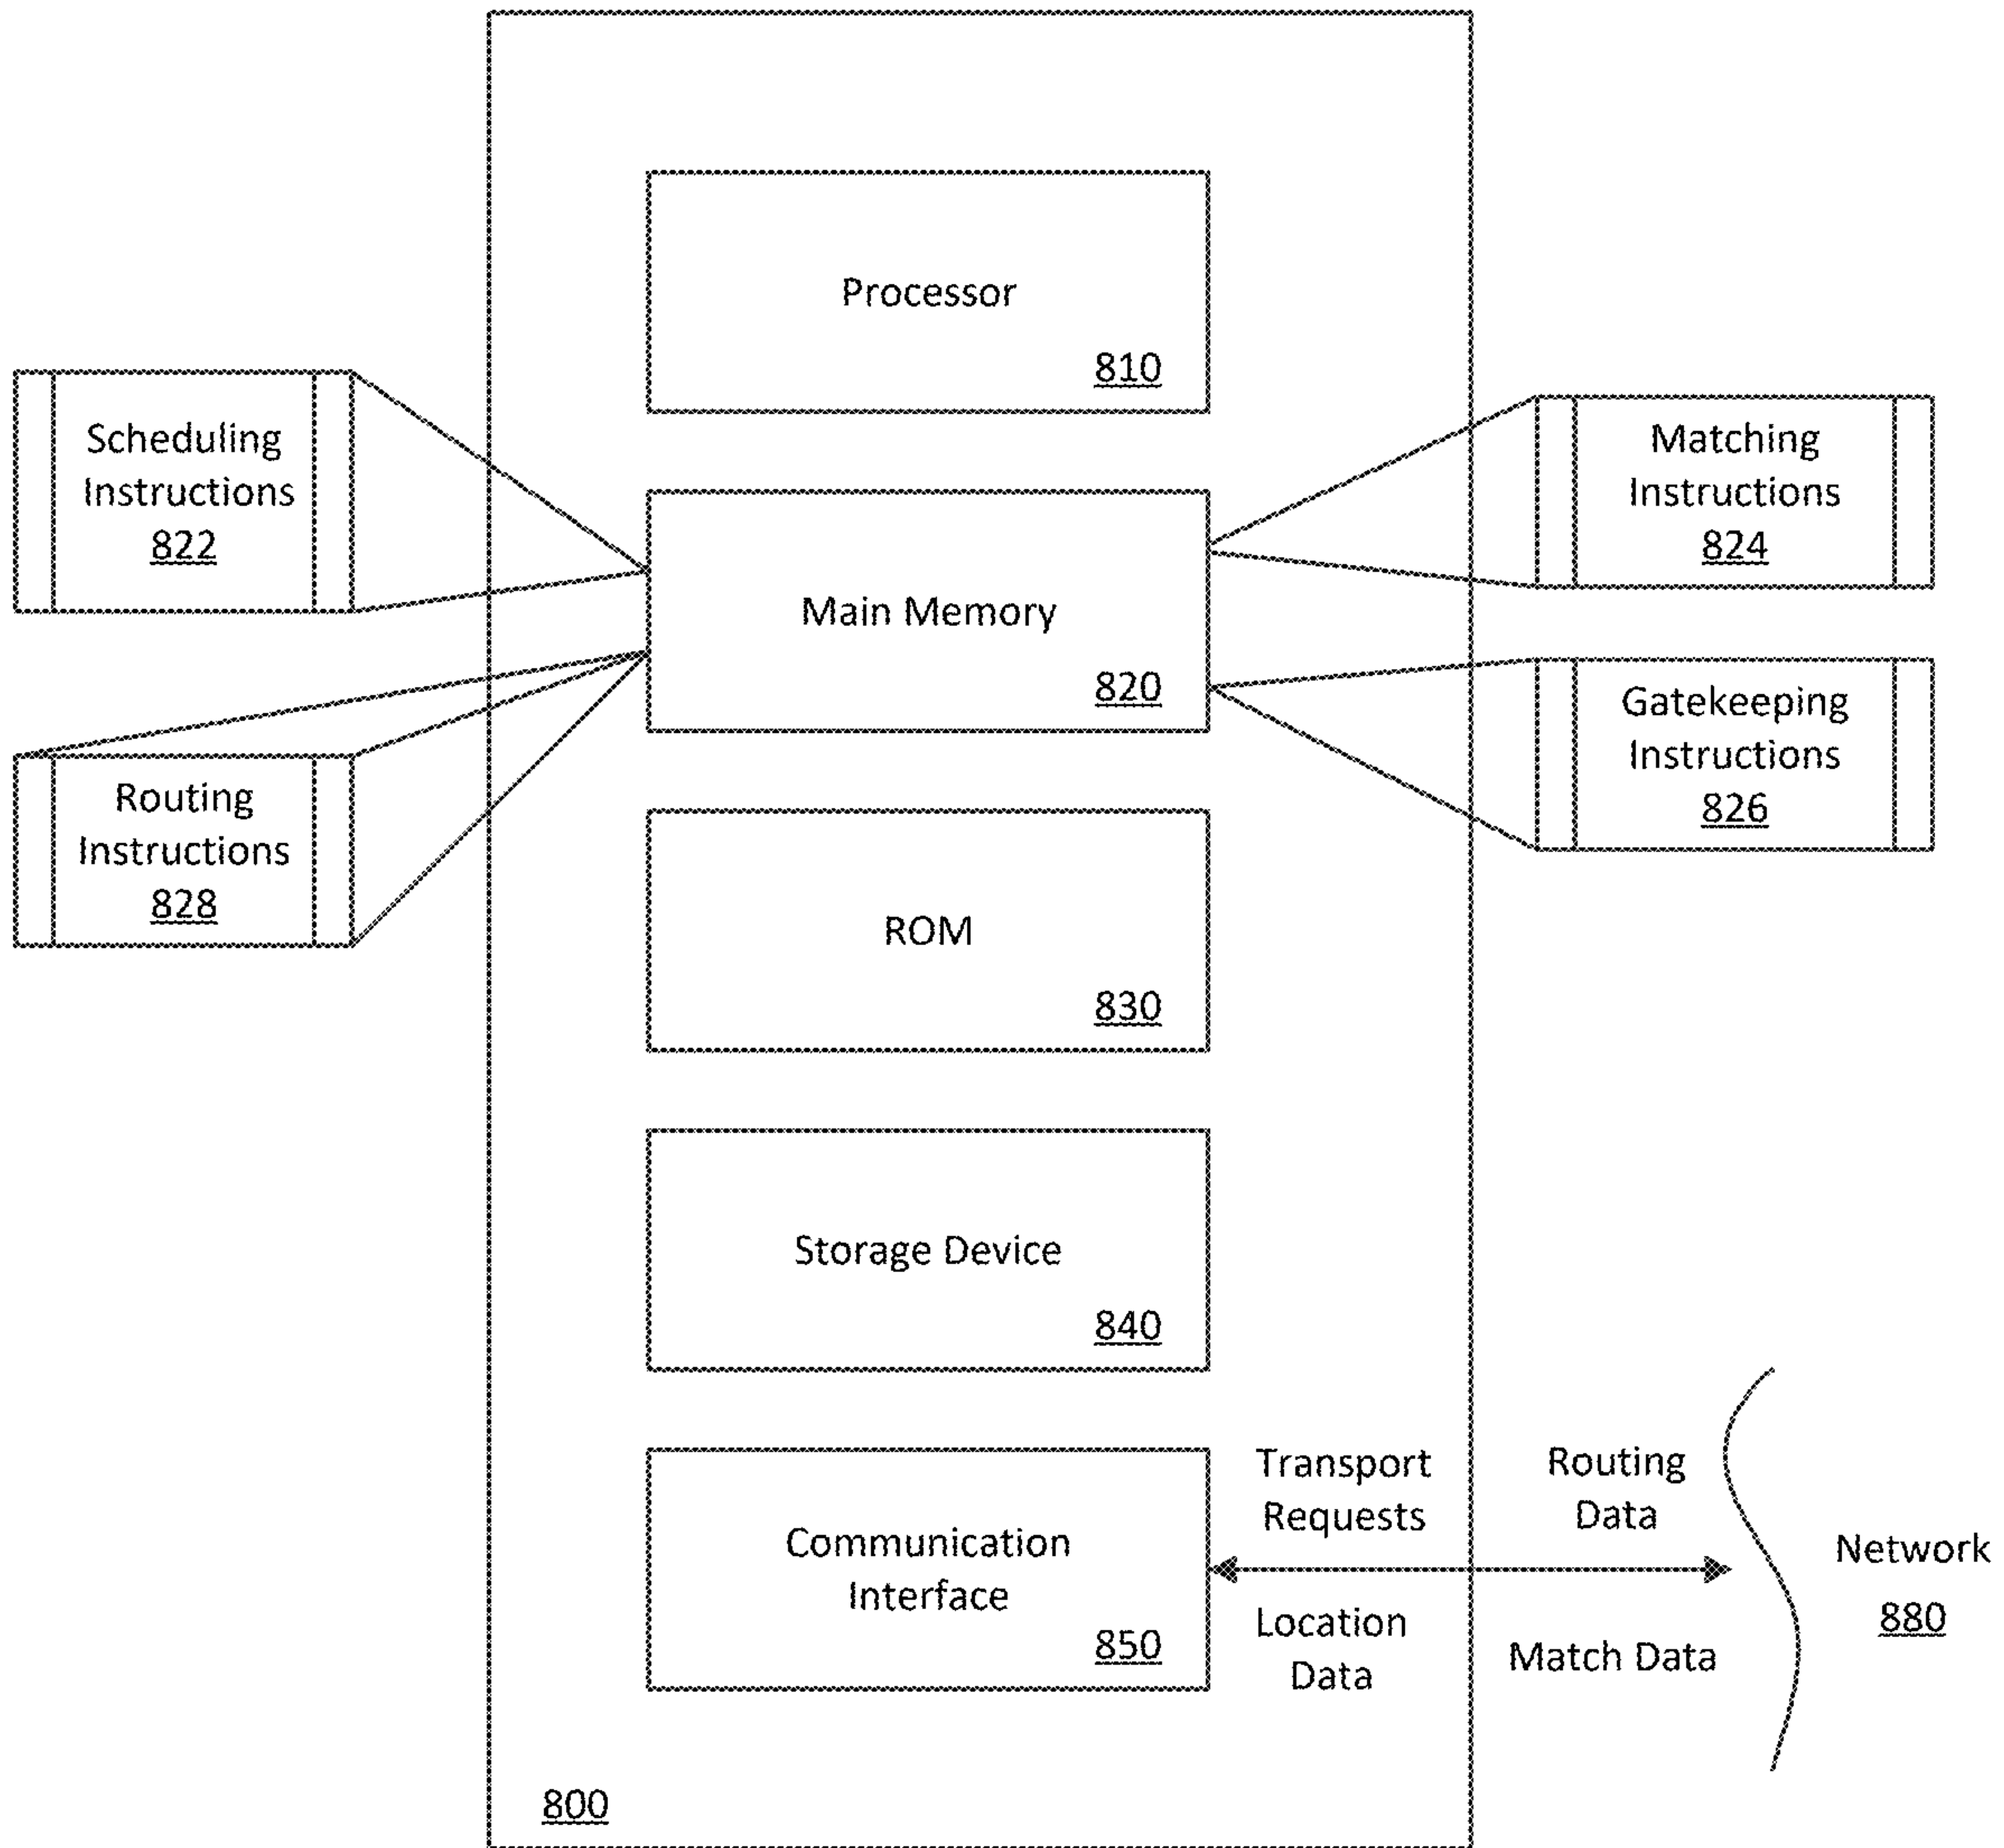 Processor
810
Scheduling
Instructions
822
Matching
Instructions
824
Main Memory
820
Gatekeeping
Instructions
826
Routing
Instructions
828
ROM
830
Storage Device
840
Communication
Interface
850
Transport
Requests
Routing
Data
Location
Data
Match Data
Network
880
800